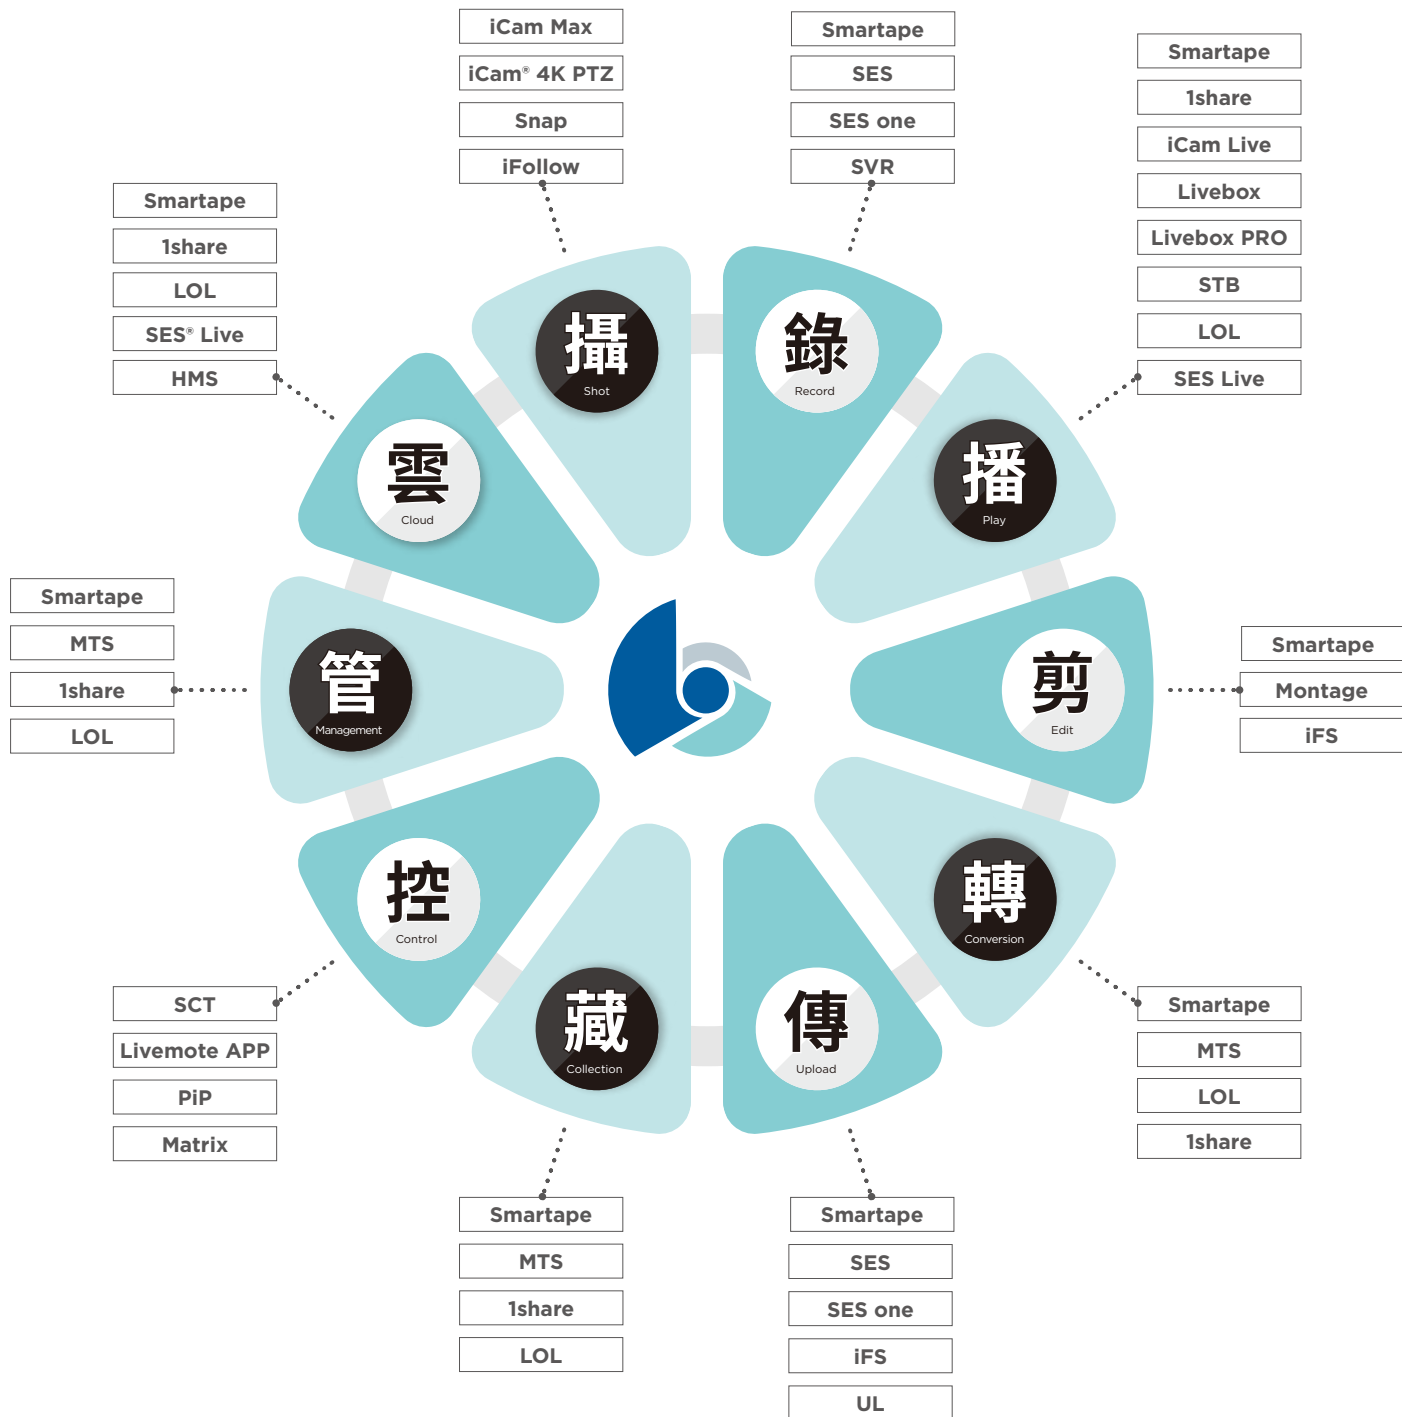 iCam Max
iCam® 4K PTZ
Snap
iFollow
攝
Shot
Smartape
SES
SES one
SVR
錄
Record
Smartape
1share
iCam Live
Livebox
Livebox PRO
STB
LOL
SES Live
播
Play
Smartape
Montage
iFS
剪
Edit
Smartape
MTS
LOL
1share
轉
Conversion
Smartape
SES
SES one
iFS
UL
傳
Upload
Smartape
MTS
1share
LOL
藏
Collection
SCT
Livemote APP
PiP
Matrix
控
Control
Smartape
MTS
1share
LOL
管
Management
Smartape
1share
LOL
SES® Live
HMS
雲
Cloud